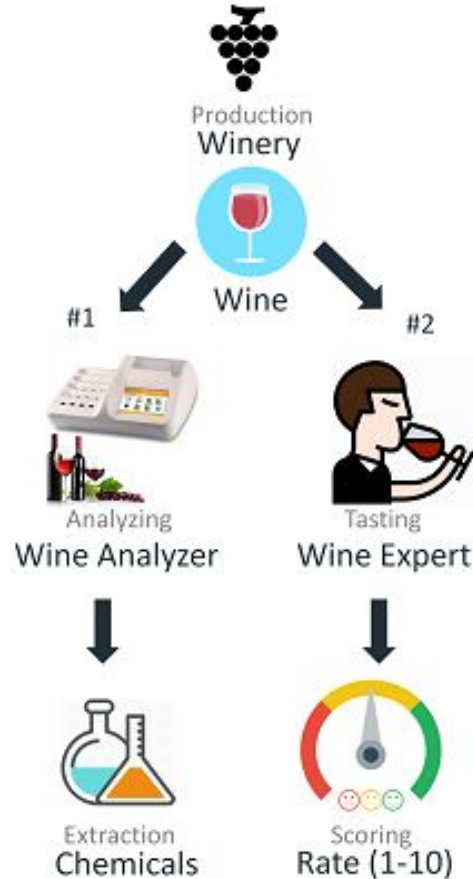 Production
Winery
Wine
#1
#2
Analyzing
Wine Analyzer
Tasting
Wine Expert
Extraction
Chemicals
Scoring
Rate (1-10)